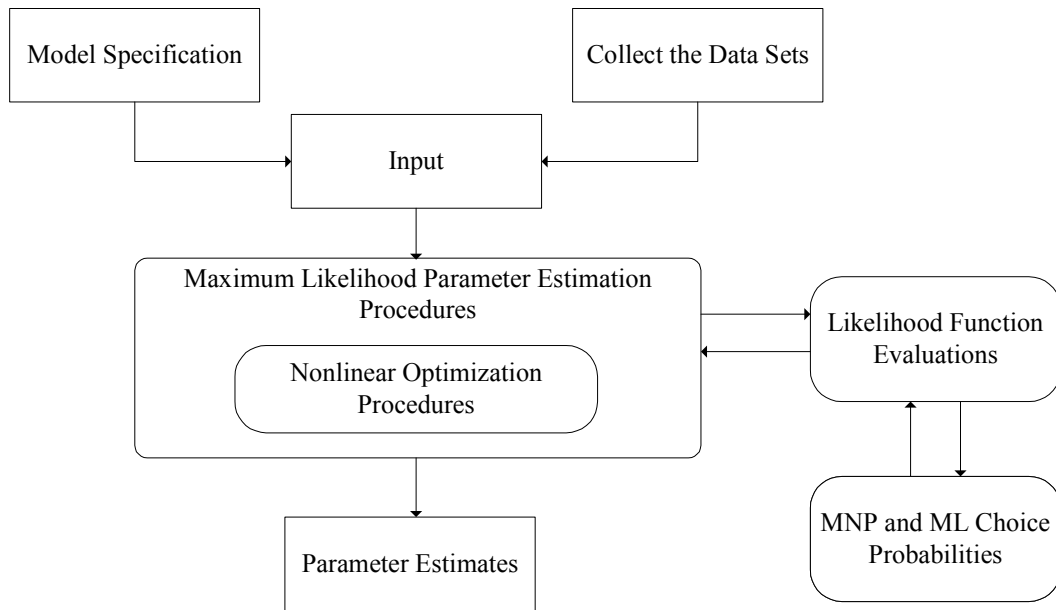 Model Specification
Collect the Data Sets
Input
Maximum Likelihood Parameter Estimation
Procedures
Nonlinear Optimization
Procedures
Likelihood Function
Evaluations
MNP and ML Choice
Probabilities
Parameter Estimates